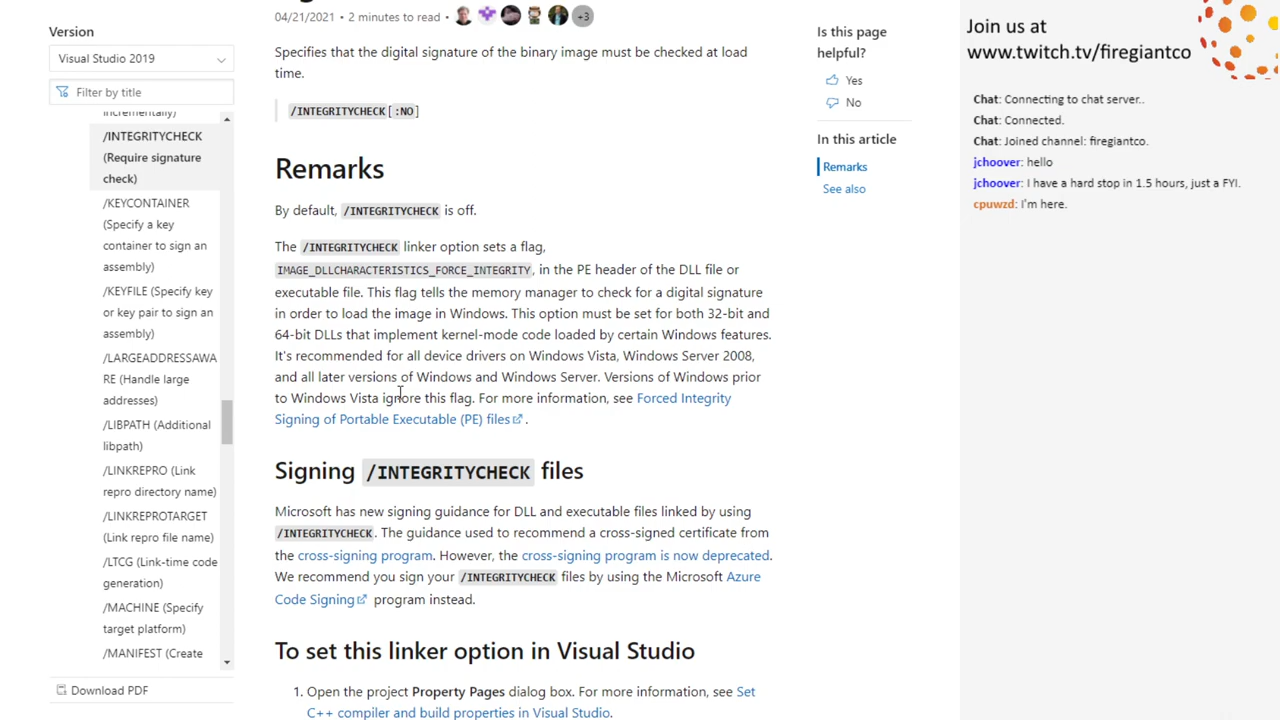 04/21/2021 • 2 minutes to read •
+3
Version
Visual Studio 2019
Filter by title
incrementally)
/INTEGRITYCHECK
(Require signature
check)
/KEYCONTAINER
(Specify a key
container to sign an
assembly)
/KEYFILE (Specify key
or key pair to sign an
assembly)
/LARGEADDRESSAWA
RE (Handle large
addresses)
/LIBPATH (Additional
libpath)
/LINKREPRO (Link
repro directory name)
/LINKREPROTARGET
(Link repro file name)
/LTCG (Link-time code
generation)
/MACHINE (Specify
target platform)
/MANIFEST (Create
Download PDF
Specifies that the digital signature of the binary image must be checked at load
time.
/INTEGRITYCHECK[:NO]
Remarks
By default, /INTEGRITYCHECK is off.
The /INTEGRITYCHECK linker option sets a flag,
IMAGE_DLLCHARACTERISTICS_FORCE_INTEGRITY, in the PE header of the DLL file or
executable file. This flag tells the memory manager to check for a digital signature
in order to load the image in Windows. This option must be set for both 32-bit and
64-bit DLLs that implement kernel-mode code loaded by certain Windows features.
It's recommended for all device drivers on Windows Vista, Windows Server 2008,
and all later versions of Windows and Windows Server. Versions of Windows prior
to Windows Vista ignore this flag. For more information, see Forced Integrity
Signing of Portable Executable (PE) files.
Signing /INTEGRITYCHECK files
Microsoft has new signing guidance for DLL and executable files linked by using
/INTEGRITYCHECK. The guidance used to recommend a cross-signed certificate from
the cross-signing program. However, the cross-signing program is now deprecated.
We recommend you sign your /INTEGRITYCHECK files by using the Microsoft Azure
Code Signing program instead.
To set this linker option in Visual Studio
1. Open the project Property Pages dialog box. For more information, see Set
C++ compiler and build properties in Visual Studio.
Is this page
helpful?
Yes
No
In this article
Remarks
See also
Join us at
www.twitch.tv/firegiantco
Chat: Connecting to chat server..
Chat: Connected.
Chat: Joined channel: firegiantco.
jchoover: hello
jchoover: I have a hard stop in 1.5 hours, just a FYI.
cpuwzd: I'm here.